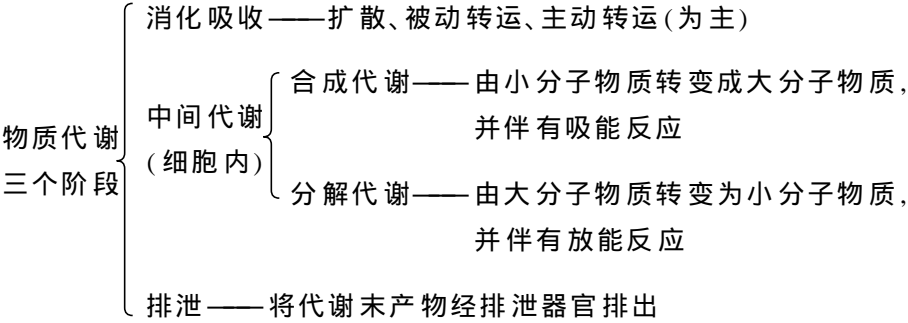 消化吸收——扩散、被动转运、主动转运(为主)
合成代谢——由小分子物质转变成大分子物质,
并伴有吸能反应
中间代谢
(细胞内)
物质代谢
三个阶段
分解代谢——由大分子物质转变为小分子物质,
并伴有放能反应
排泄——将代谢末产物经排泄器官排出